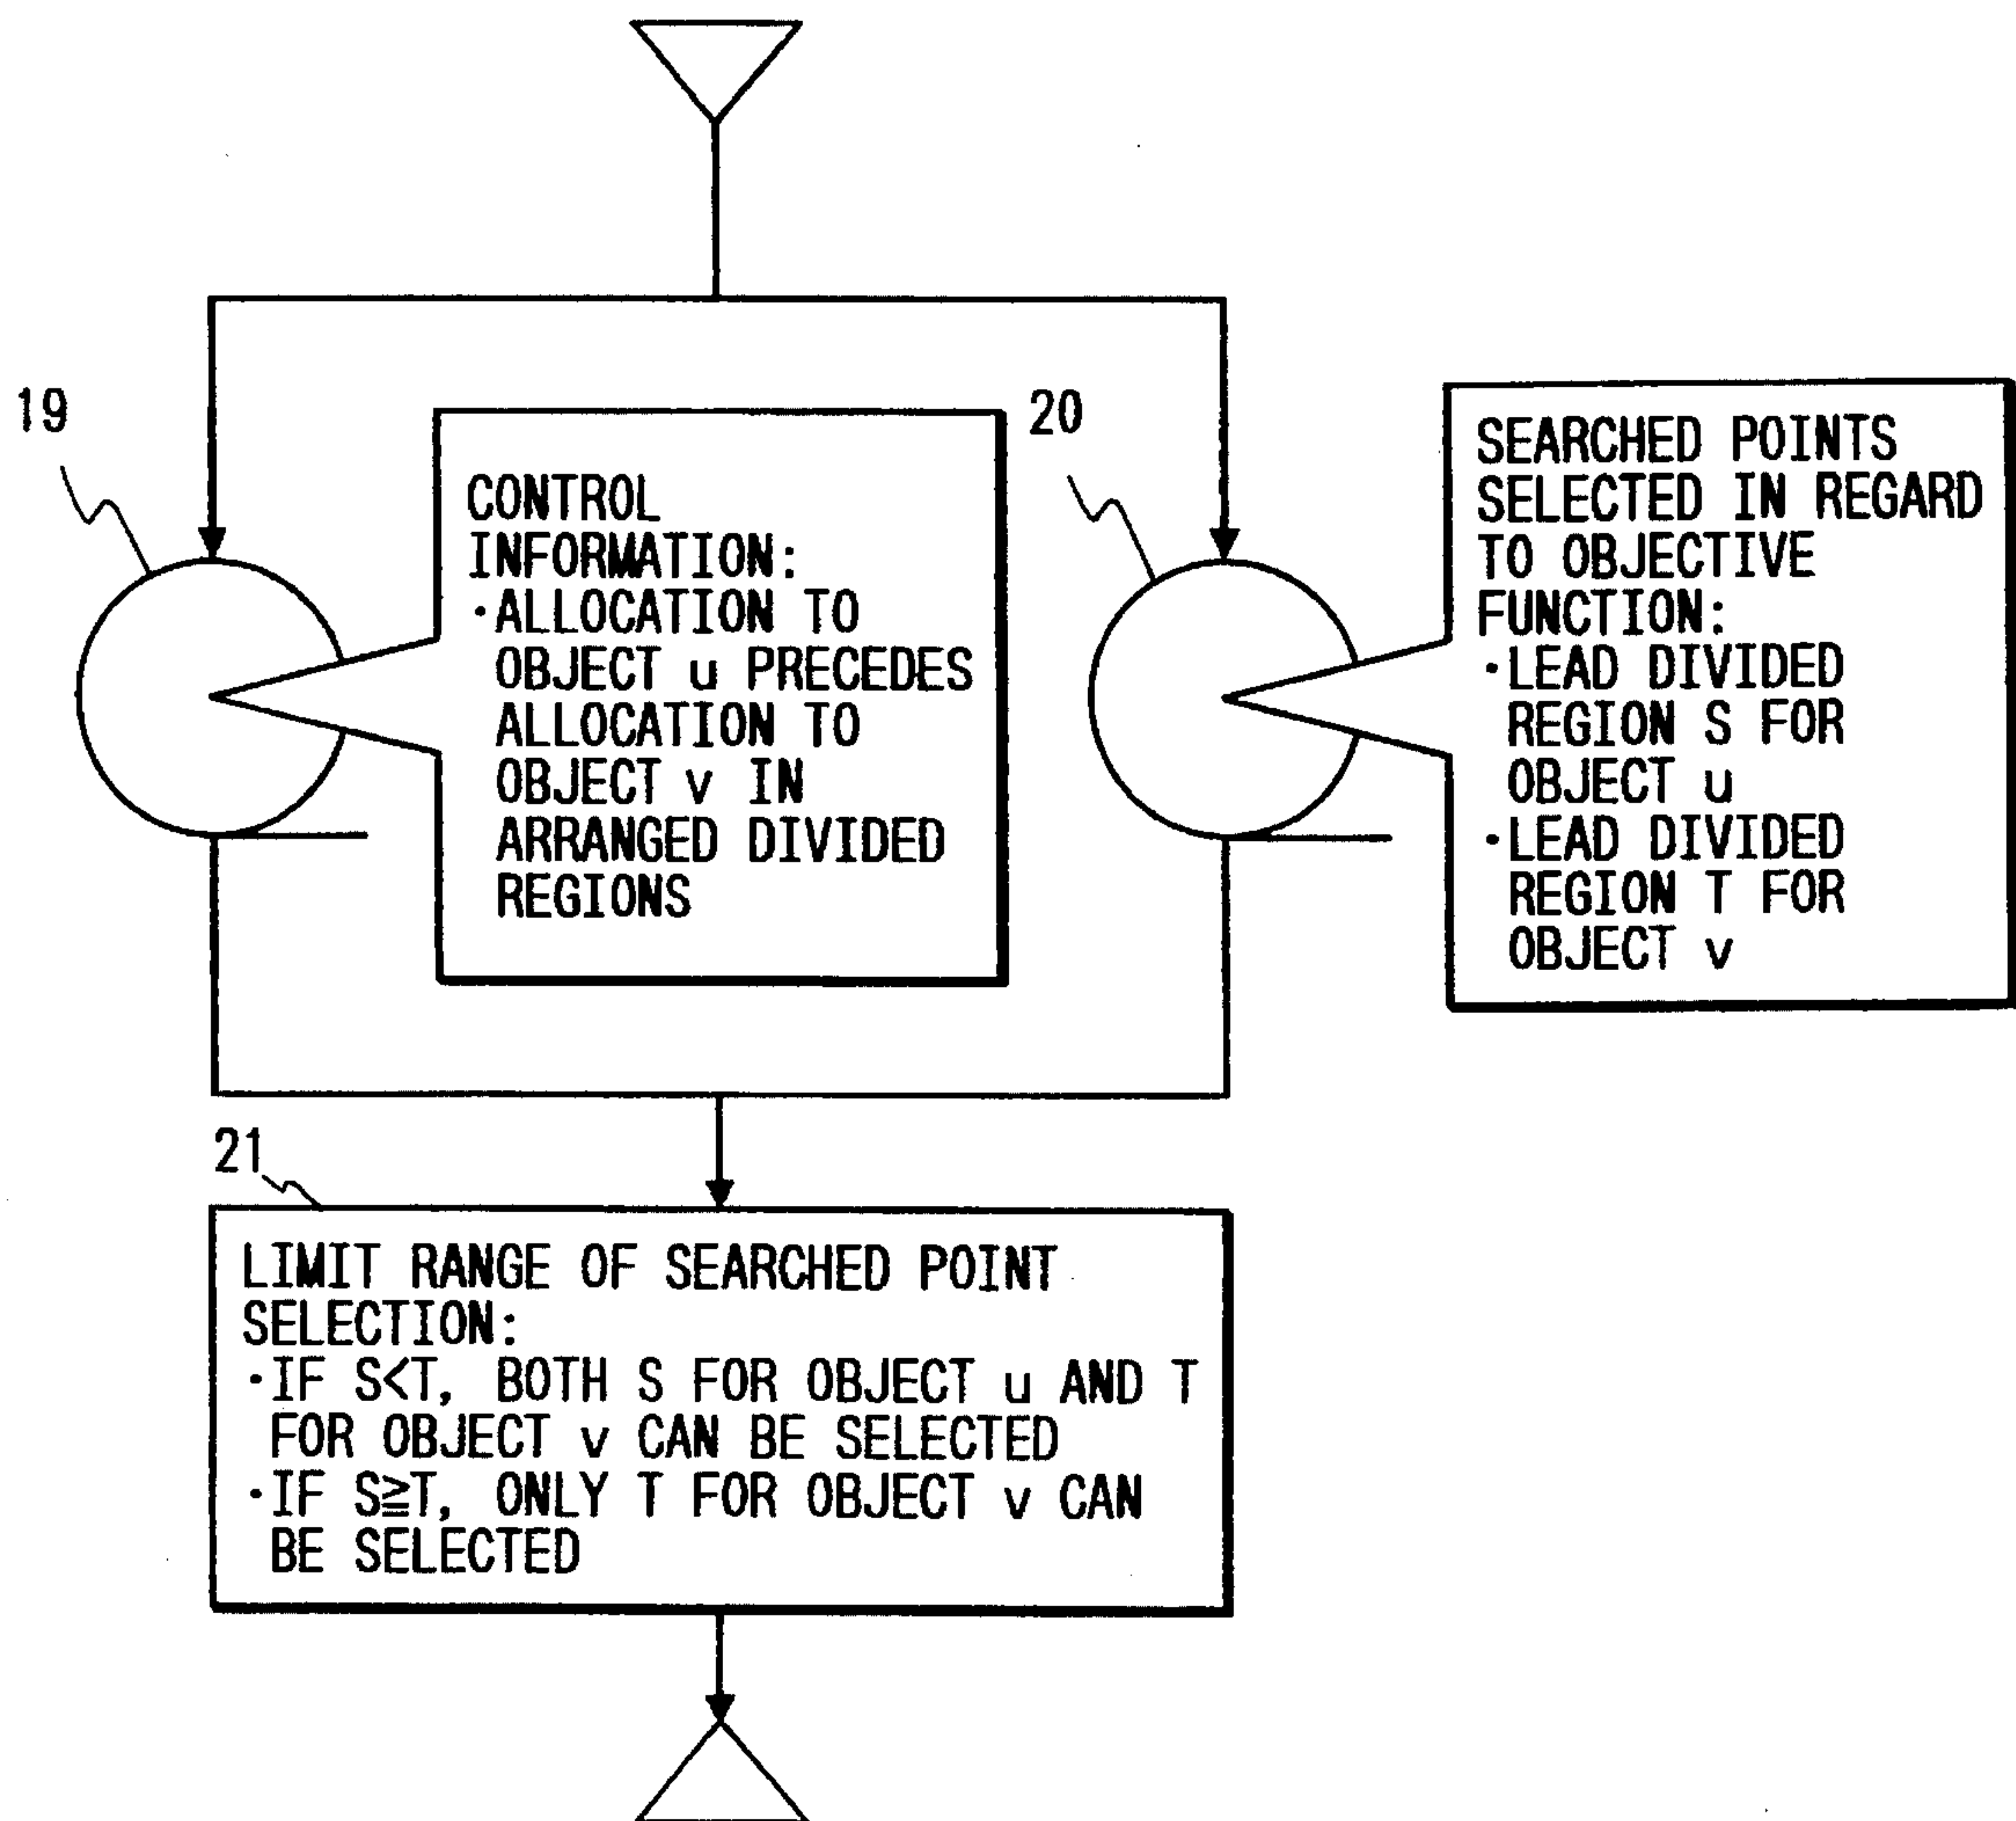 19
CONTROL
INFORMATION:
·ALLOCATION TO
OBJECT u PRECEDES
ALLOCATION TO
OBJECT v IN
ARRANGED DIVIDED
REGIONS
20
SEARCHED POINTS
SELECTED IN REGARD
TO OBJECTIVE
FUNCTION:
·LEAD DIVIDED
REGION S FOR
OBJECT u
·LEAD DIVIDED
REGION T FOR
OBJECT v
21
LIMIT RANGE OF SEARCHED POINT
SELECTION:
·IF S<T, BOTH S FOR OBJECT u AND T
FOR OBJECT v CAN BE SELECTED
·IF S≧T, ONLY T FOR OBJECT v CAN
BE SELECTED